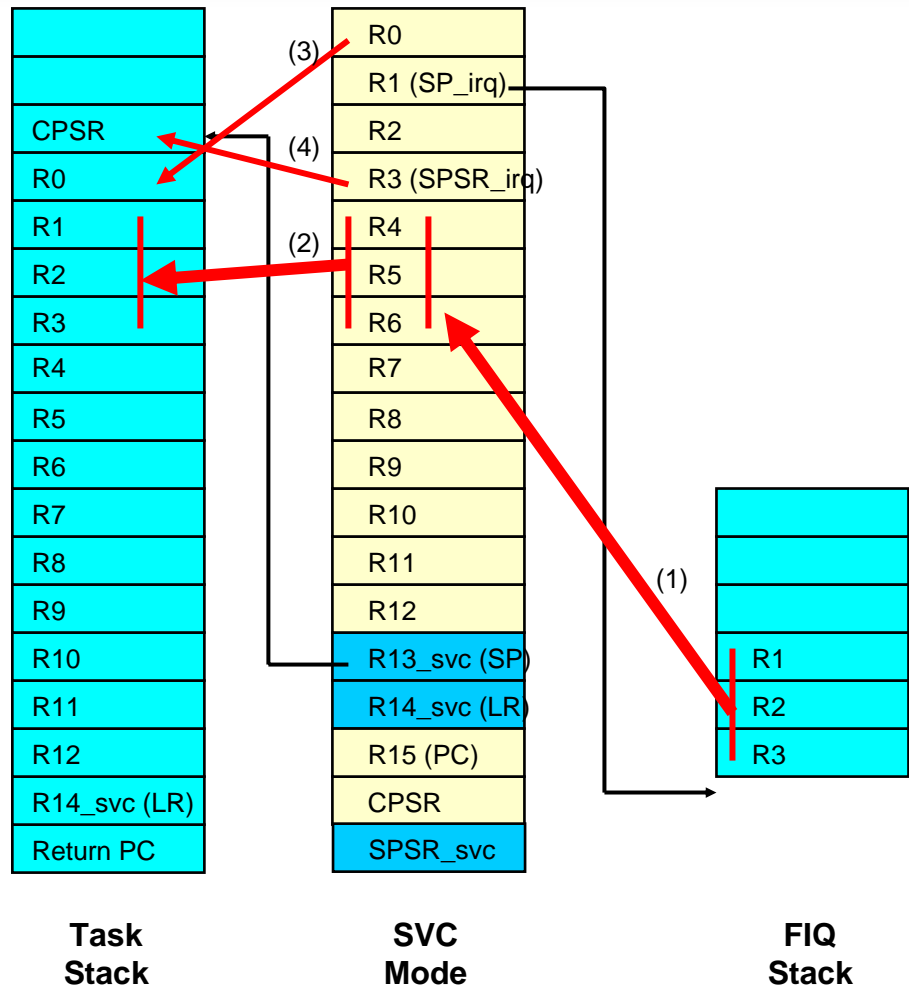 CPSR
R0
R1
R2
R3
R4
R5
R6
R7
R8
R9
R10
R11
R12
R14_svc (LR)
Return PC
Task
Stack
(3)
(4)
(2)
R0
R1 (SP_irq)
R2
R3 (SPSR_irq)
R4
R5
R6
R7
R8
R9
R10
R11
R12
R13_svc (SP)
R14_svc (LR)
R15 (PC)
CPSR
SPSR_svc
SVC
Mode
(1)
R1
R2
R3
FIQ
Stack